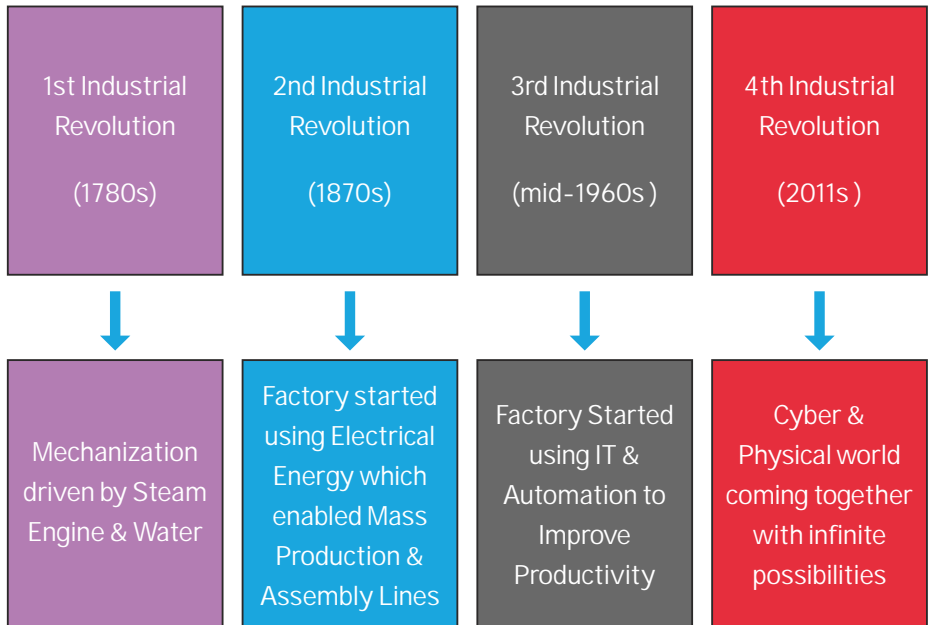 1st Industrial
Revolution
(1780s)
2nd Industrial
Revolution
(1870s)
3rd Industrial
Revolution
(mid-1960s )
4th Industrial
Revolution
(2011s )
Mechanization
driven by Steam
Engine & Water
Factory started
using Electrical
Energy which
enabled Mass
Production &
Assembly Lines
Factory Started
using IT &
Automation to
Improve
Productivity
Cyber &
Physical world
coming together
with infinite
possibilities